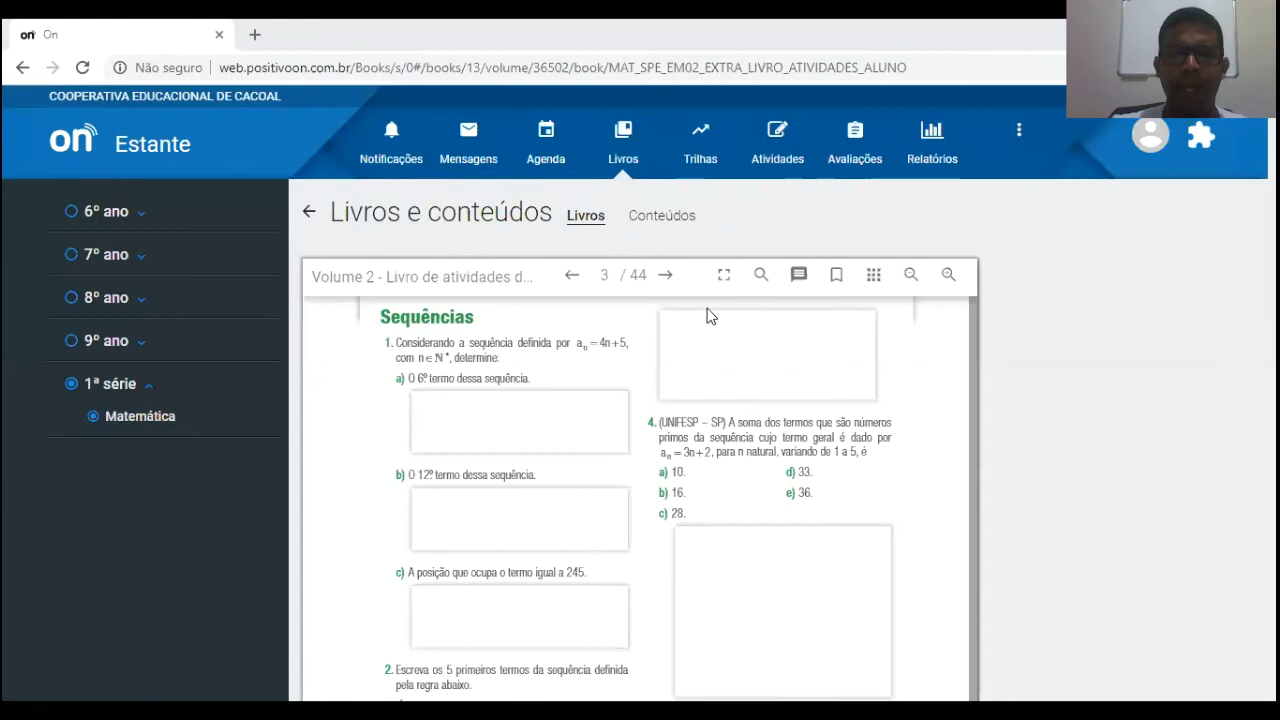 on On
Não seguro web.positivoon.com.br/Books/s/0#/books/13/volume/36502/book/MAT_SPE_EM02_EXTRA_LIVRO_ATIVIDADES_ALUNO
COOPERATIVA EDUCACIONAL DE CACOAL
on Estante
Notificações Mensagens Agenda Livros Trilhas Atividades Avaliações Relatórios
6º ano
7º ano
8º ano
9º ano
1ª série
Matemática
Livros e conteúdos Livros Conteúdos
Volume 2 - Livro de atividades d... 3 / 44
Sequências
1. Considerando a sequência definida por aₙ = 4n + 5,
com n ∈ ℕ*, determine:
a) O 6º termo dessa sequência.
b) O 12º termo dessa sequência.
c) A posição que ocupa o termo igual a 245.
2. Escreva os 5 primeiros termos da sequência definida
pela regra abaixo.
4. (UNIFESP – SP) A soma dos termos que são números
primos da sequência cujo termo geral é dado por
aₙ = 3n + 2, para n natural, variando de 1 a 5, é
a) 10. d) 33.
b) 16. e) 36.
c) 28.